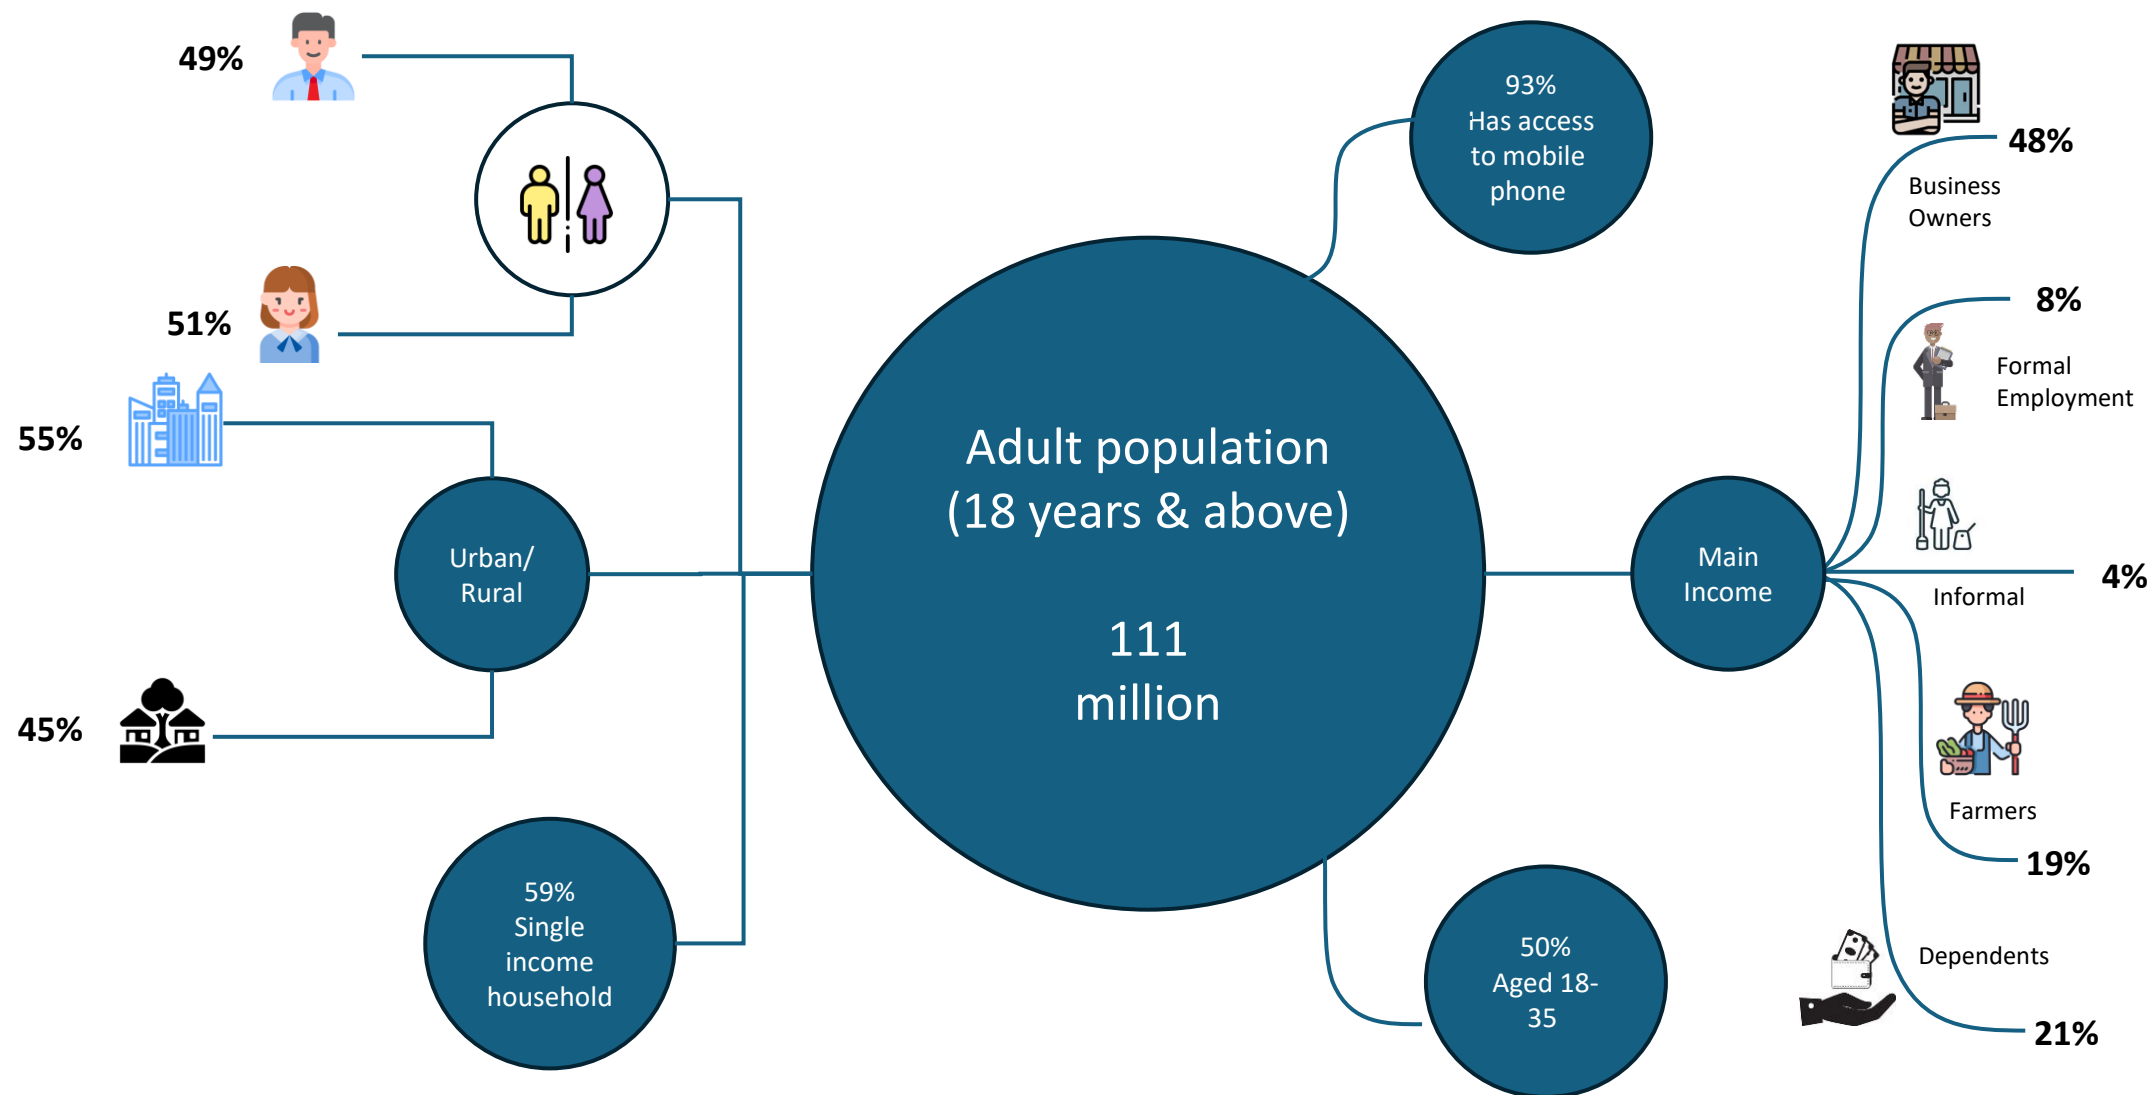 49%
51%
55%
45%
Urban/
Rural
59%
Single
income
household
Adult population
(18 years & above)
111
million
93%
Has access
to mobile
phone
50%
Aged 18-
35
Main
Income
48%
Business
Owners
8%
Formal
Employment
4%
Informal
Farmers
19%
Dependents
21%